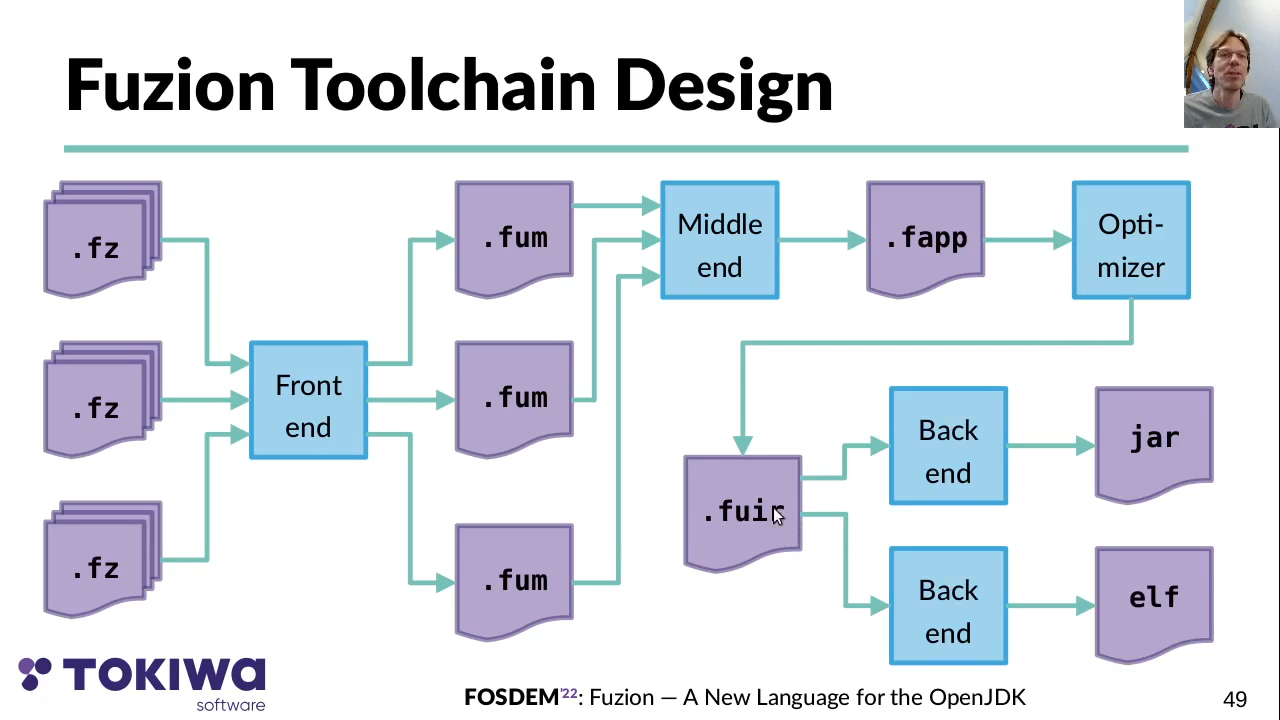 Fuzion Toolchain Design
.fz
.fum
Middle
end
.fapp
Opti-
mizer
.fz
Front
end
.fum
Back
end
jar
.fuir
.fz
.fum
Back
end
elf
TOKIWA
software
FOSDEM'22: Fuzion — A New Language for the OpenJDK
49